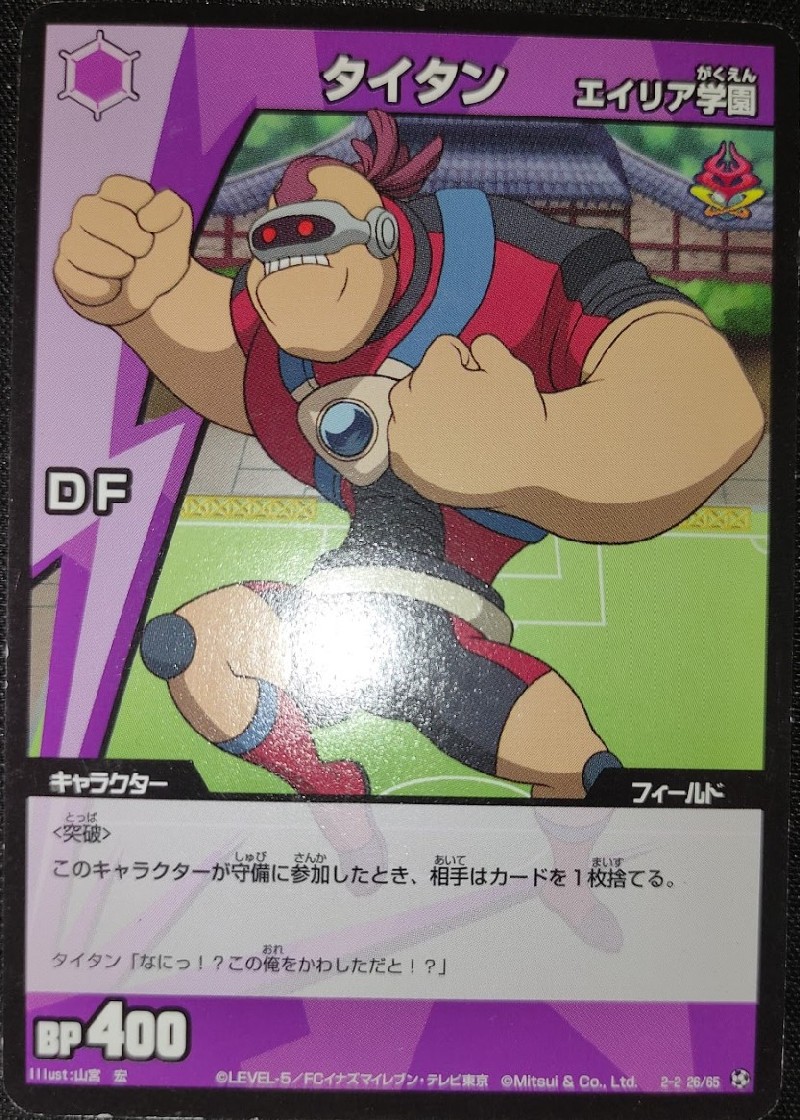 タイタン
エイリア学園
がくえん
DF
キャラクター
フィールド
とっば
<突破>
しゅび さんか あいて まいす
このキャラクターが守備に参加したとき、相手はカードを1枚捨てる。
おれ
タイタン「なにっ!?この俺をかわしただと!?」
BP400
Illust:山宮 宏
©LEVEL-5/FCイナズマイレブン・テレビ東京 ©Mitsui & Co., Ltd. 2-2 26/65